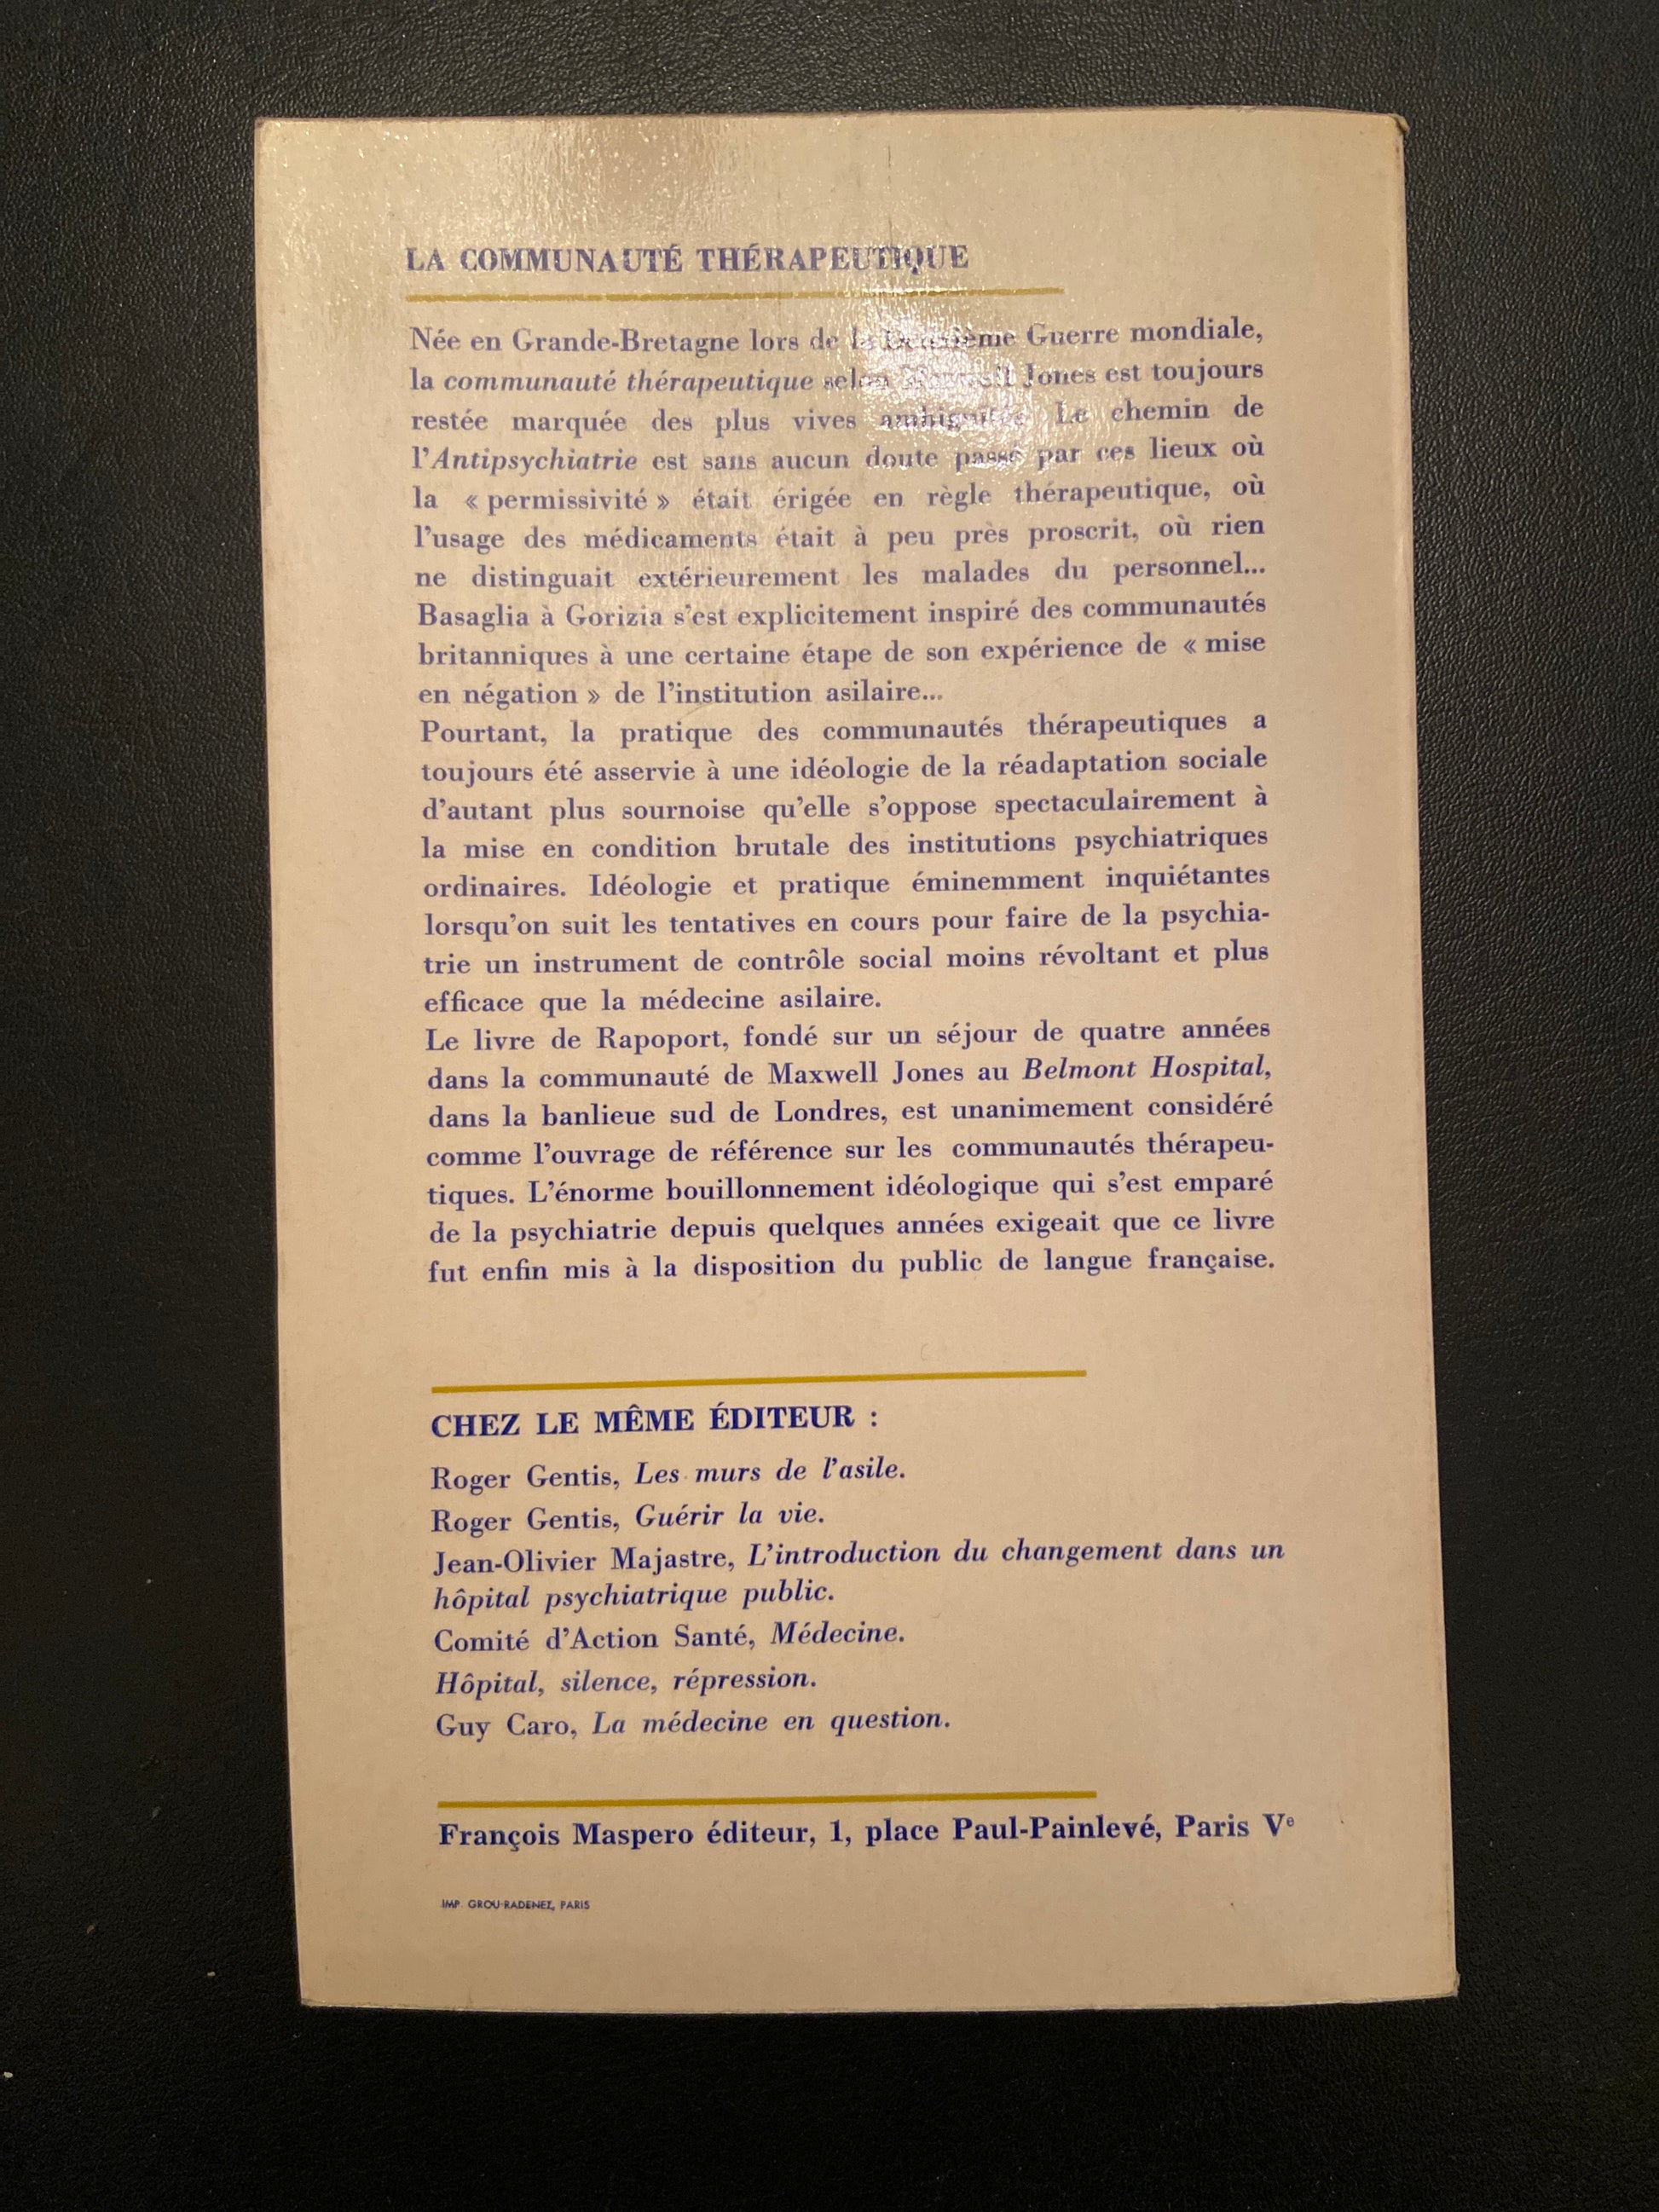 LA COMMUNAUTÉ THÉRAPEUTIQUE
Née en Grande-Bretagne lors de la Deuxième Guerre mondiale,
la communauté thérapeutique selon Maxwell Jones est toujours
restée marquée des plus vives ambiguïtés. Le chemin de
l'Antipsychiatrie est sans aucun doute passé par ces lieux où
la « permissivité » était érigée en règle thérapeutique, où
l'usage des médicaments était à peu près proscrit, où rien
ne distinguait extérieurement les malades du personnel...
Basaglia à Gorizia s'est explicitement inspiré des communautés
britanniques à une certaine étape de son expérience de « mise
en négation » de l'institution asilaire...
Pourtant, la pratique des communautés thérapeutiques a
toujours été asservie à une idéologie de la réadaptation sociale
d'autant plus sournoise qu'elle s'oppose spectaculairement à
la mise en condition brutale des institutions psychiatriques
ordinaires. Idéologie et pratique éminemment inquiétantes
lorsqu'on suit les tentatives en cours pour faire de la psychia-
trie un instrument de contrôle social moins révoltant et plus
efficace que la médecine asilaire.
Le livre de Rapoport, fondé sur un séjour de quatre années
dans la communauté de Maxwell Jones au Belmont Hospital,
dans la banlieue sud de Londres, est unanimement considéré
comme l'ouvrage de référence sur les communautés thérapeu-
tiques. L'énorme bouillonnement idéologique qui s'est emparé
de la psychiatrie depuis quelques années exigeait que ce livre
fut enfin mis à la disposition du public de langue française.
CHEZ LE MÊME ÉDITEUR :
Roger Gentis, Les murs de l'asile.
Roger Gentis, Guérir la vie.
Jean-Olivier Majastre, L'introduction du changement dans un
hôpital psychiatrique public.
Comité d'Action Santé, Médecine.
Hôpital, silence, répression.
Guy Caro, La médecine en question.
François Maspero éditeur, 1, place Paul-Painlevé, Paris Vᵉ
IMP. GROU-RADENEZ, PARIS